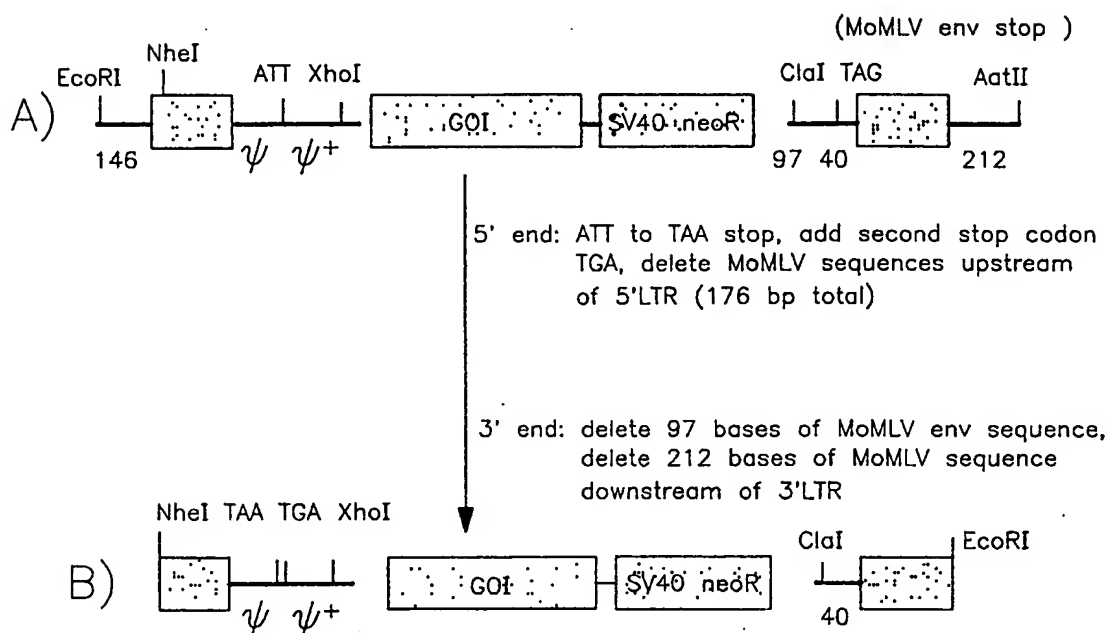 (MoMLV env stop )
NheI
EcoRI ATT XhoI ClaI TAG AatII
A) GOI SV40 neoR
146 ψ ψ+ 97 40 212
5' end: ATT to TAA stop, add second stop codon
TGA, delete MoMLV sequences upstream
of 5'LTR (176 bp total)
3' end: delete 97 bases of MoMLV env sequence,
delete 212 bases of MoMLV sequence
downstream of 3'LTR
NheI TAA TGA XhoI ClaI EcoRI
B) GOI SV40 neoR
ψ ψ+ 40